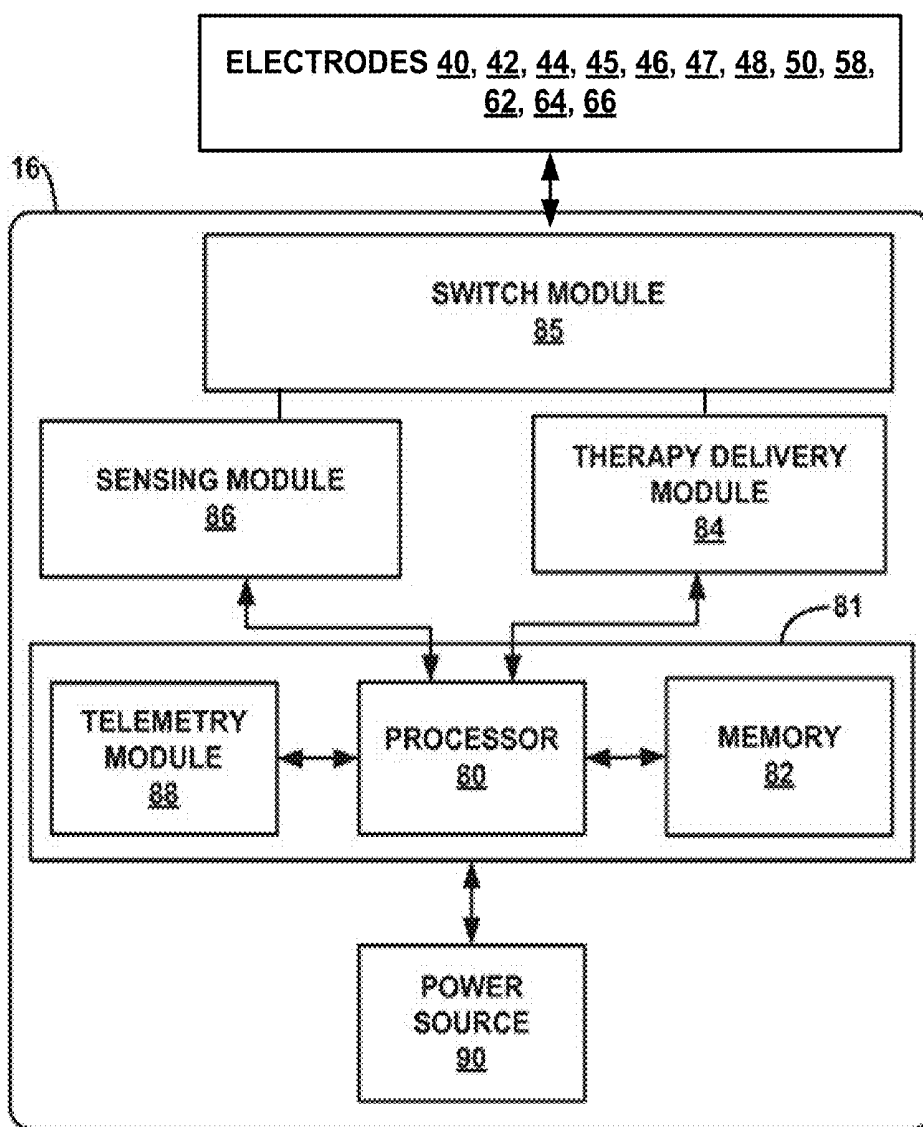 ELECTRODES 40, 42, 44, 45, 46, 47, 48, 50, 58,
62, 64, 66
16
SWITCH MODULE
85
SENSING MODULE
86
THERAPY DELIVERY
MODULE
84
81
TELEMETRY
MODULE
88
PROCESSOR
80
MEMORY
82
POWER
SOURCE
90